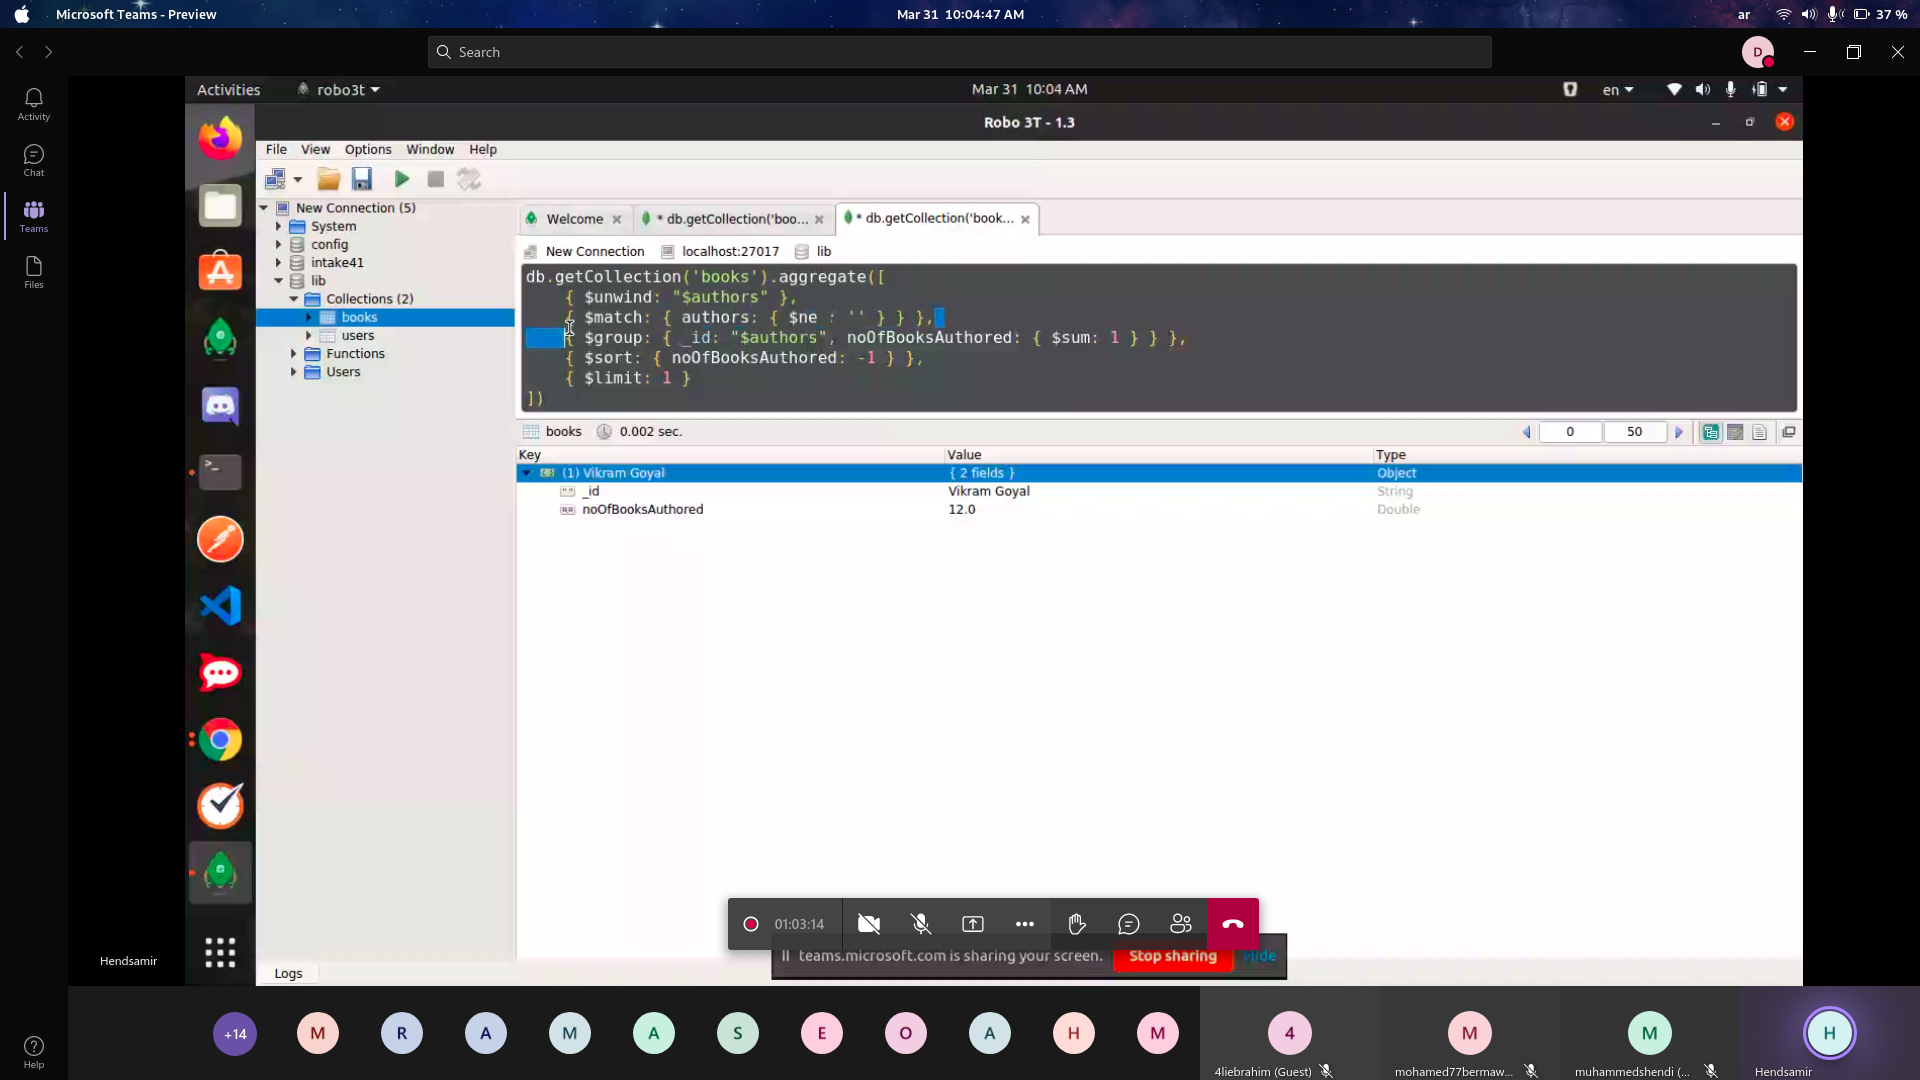 Microsoft Teams - Preview
Mar 31 10:04:47 AM
ar
37 %
Search
D
Activity
Chat
Teams
Files
Help
Activities
robo3t
Mar 31 10:04 AM
en
Robo 3T - 1.3
File View Options Window Help
New Connection (5)
System
config
intake41
lib
Collections (2)
books
users
Functions
Users
Welcome
* db.getCollection('boo...
* db.getCollection('book...
New Connection localhost:27017 lib
db.getCollection('books').aggregate([
{ $unwind: "$authors" },
{ $match: { authors: { $ne : '' } } },
{ $group: { _id: "$authors", noOfBooksAuthored: { $sum: 1 } } },
{ $sort: { noOfBooksAuthored: -1 } },
{ $limit: 1 }
])
books 0.002 sec.
0 50
Key Value Type
(1) Vikram Goyal { 2 fields } Object
_id Vikram Goyal String
noOfBooksAuthored 12.0 Double
01:03:14
teams.microsoft.com is sharing your screen. Stop sharing Hide
Hendsamir
Logs
+14 M R A M A S E O A H M 4 M M H
4liebrahim (Guest) mohamed77bermaw... muhammedshendi (... Hendsamir